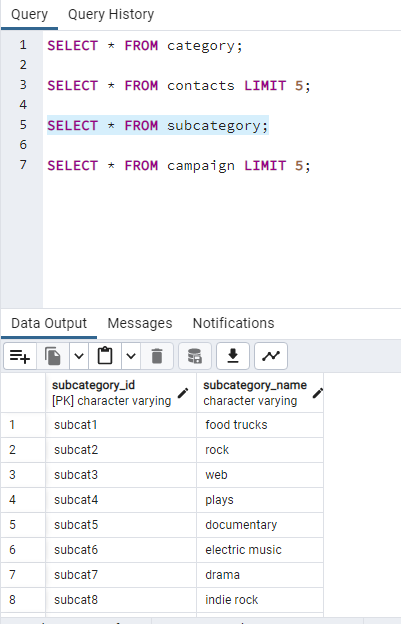 Query Query History
1 SELECT * FROM category;
2
3 SELECT * FROM contacts LIMIT 5;
4
5 SELECT * FROM subcategory;
6
7 SELECT * FROM campaign LIMIT 5;
Data Output Messages Notifications
subcategory_id subcategory_name
[PK] character varying character varying
1 subcat1 food trucks
2 subcat2 rock
3 subcat3 web
4 subcat4 plays
5 subcat5 documentary
6 subcat6 electric music
7 subcat7 drama
8 subcat8 indie rock